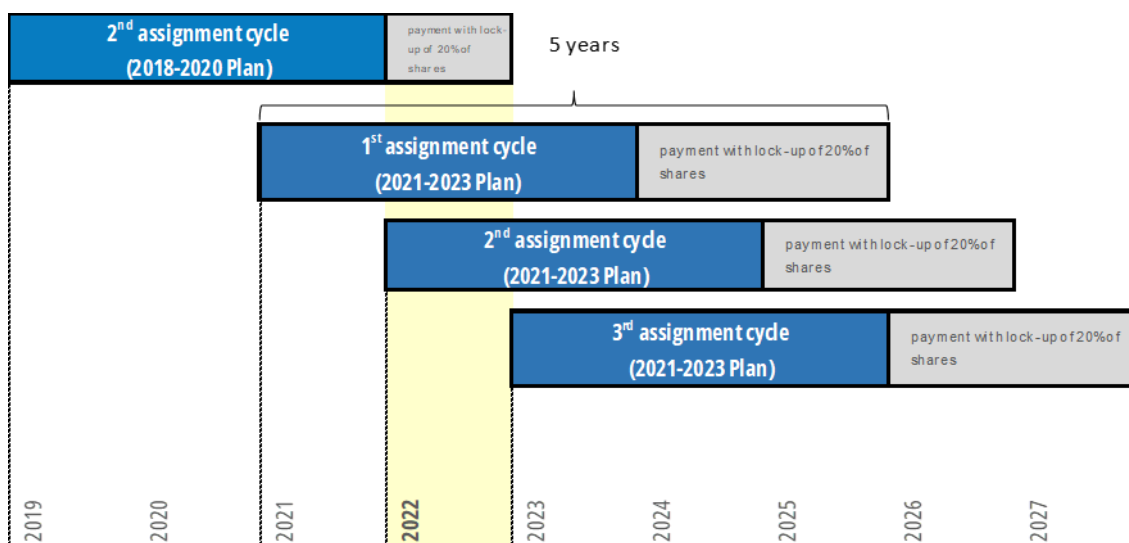 2nd assignment cycle
(2018-2020 Plan)
payment with lock-
up of 20% of
shares
5 years
1st assignment cycle
(2021-2023 Plan)
payment with lock-up of 20% of
shares
2nd assignment cycle
(2021-2023 Plan)
payment with lock-up of 20% of
shares
3rd assignment cycle
(2021-2023 Plan)
payment with lock-up of 20% of
shares
2019
2020
2021
2022
2023
2024
2025
2026
2027